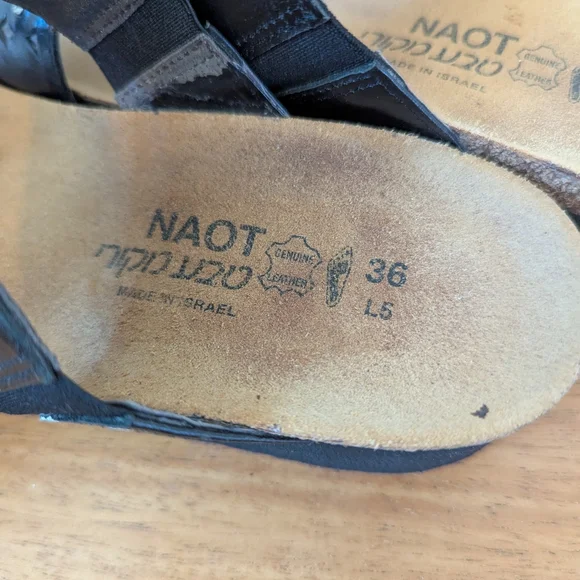 NAOT
טבע נאות
GENUINE
LEATHER
MADE IN ISRAEL
36
L5
NAOT
טבע נאות
GENUINE
LEATHER
MADE IN ISRAEL